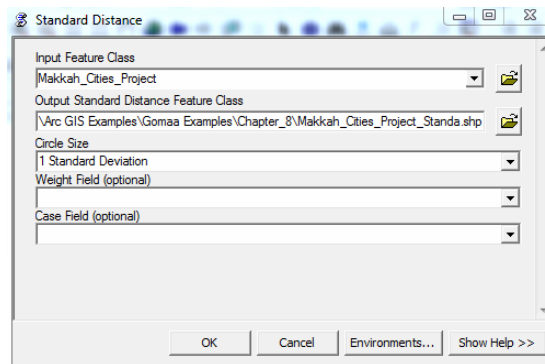 Standard Distance
Input Feature Class
Makkah_Cities_Project
Output Standard Distance Feature Class
\Arc GIS Examples\Gomaa Examples\Chapter_8\Makkah_Cities_Project_Standa.shp
Circle Size
1 Standard Deviation
Weight Field (optional)
Case Field (optional)
OK
Cancel
Environments...
Show Help >>